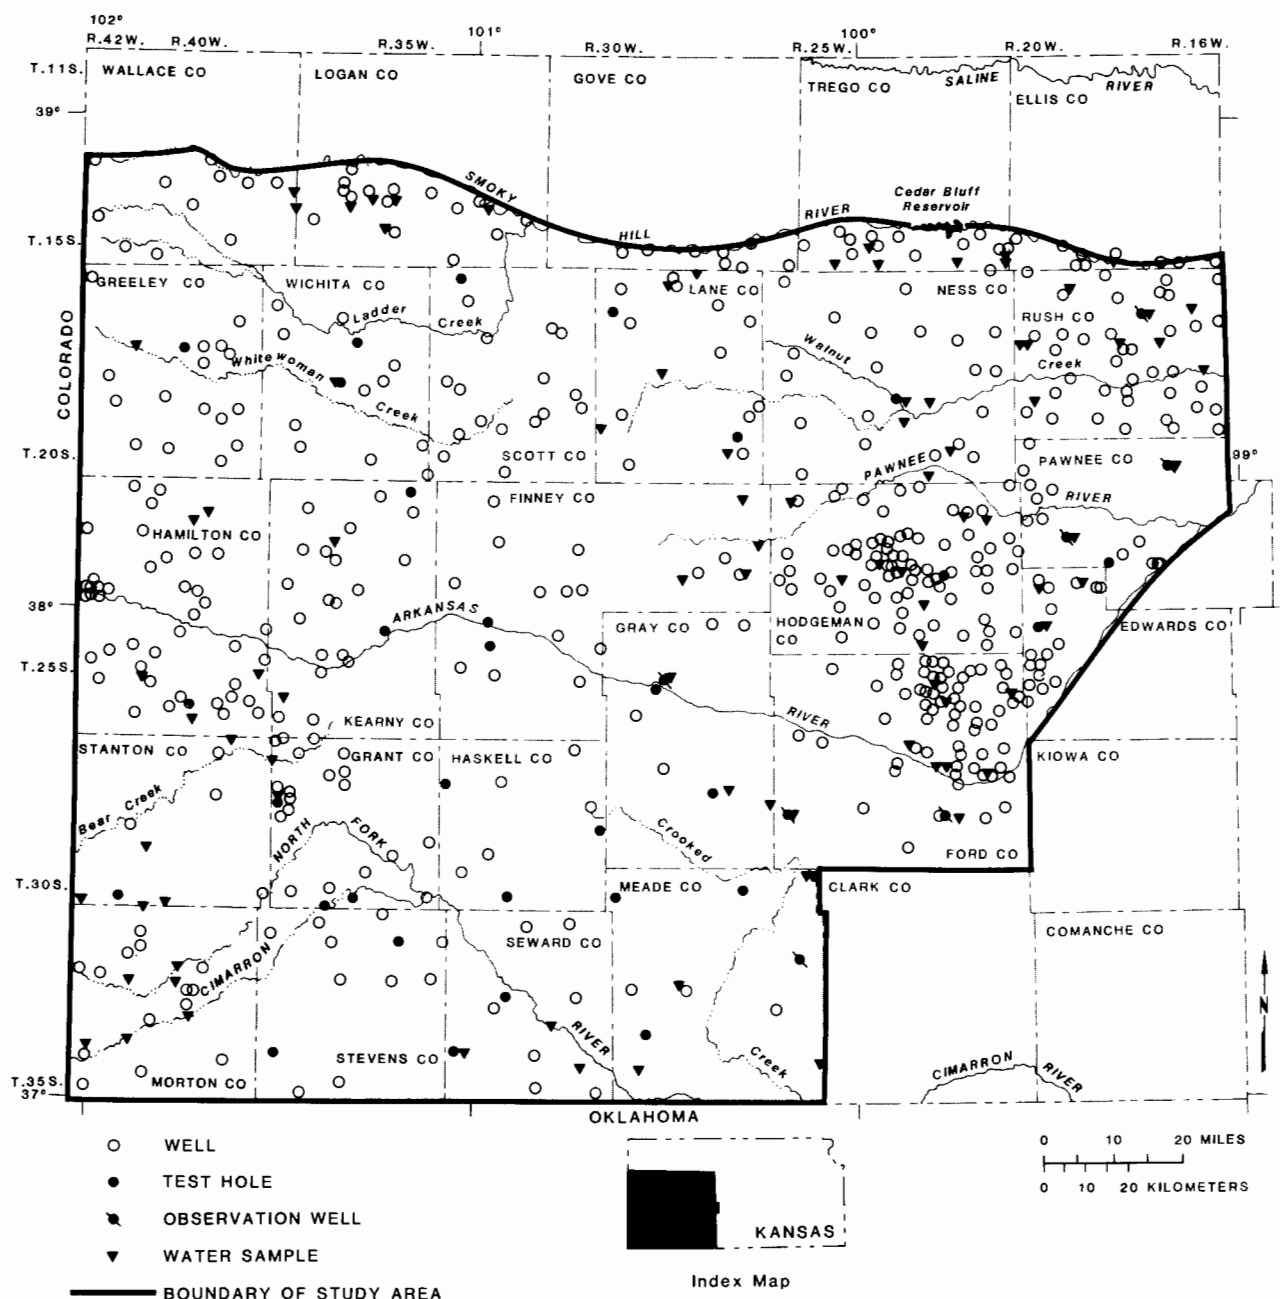 102° 101° 100°
R.42W. R.40W. R.35W. R.30W. R.25W. R.20W. R.16W.
T.11S. WALLACE CO LOGAN CO GOVE CO TREGO CO SALINE RIVER
ELLIS CO
39°
SMOKY HILL RIVER
Cedar Bluff
Reservoir
T.15S.
GREELEY CO WICHITA CO LANE CO NESS CO
Ladder Creek
RUSH CO
COLORADO
White Woman Creek
Walnut Creek
T.20S.
SCOTT CO PAWNEE RIVER PAWNEE CO 99°
FINNEY CO
HAMILTON CO
38°
ARKANSAS RIVER
GRAY CO HODGEMAN
CO
EDWARDS CO
T.25S.
KEARNY CO
STANTON CO GRANT CO HASKELL CO KIOWA CO
Bear Creek
NORTH FORK
Crooked Creek
FORD CO
T.30S.
MEADE CO CLARK CO
SEWARD CO COMANCHE CO
CIMARRON RIVER
N
STEVENS CO
CIMARRON RIVER
T.35S. MORTON CO
37°
OKLAHOMA
WELL
TEST HOLE
OBSERVATION WELL
WATER SAMPLE
BOUNDARY OF STUDY AREA
KANSAS
Index Map
0 10 20 MILES
0 10 20 KILOMETERS